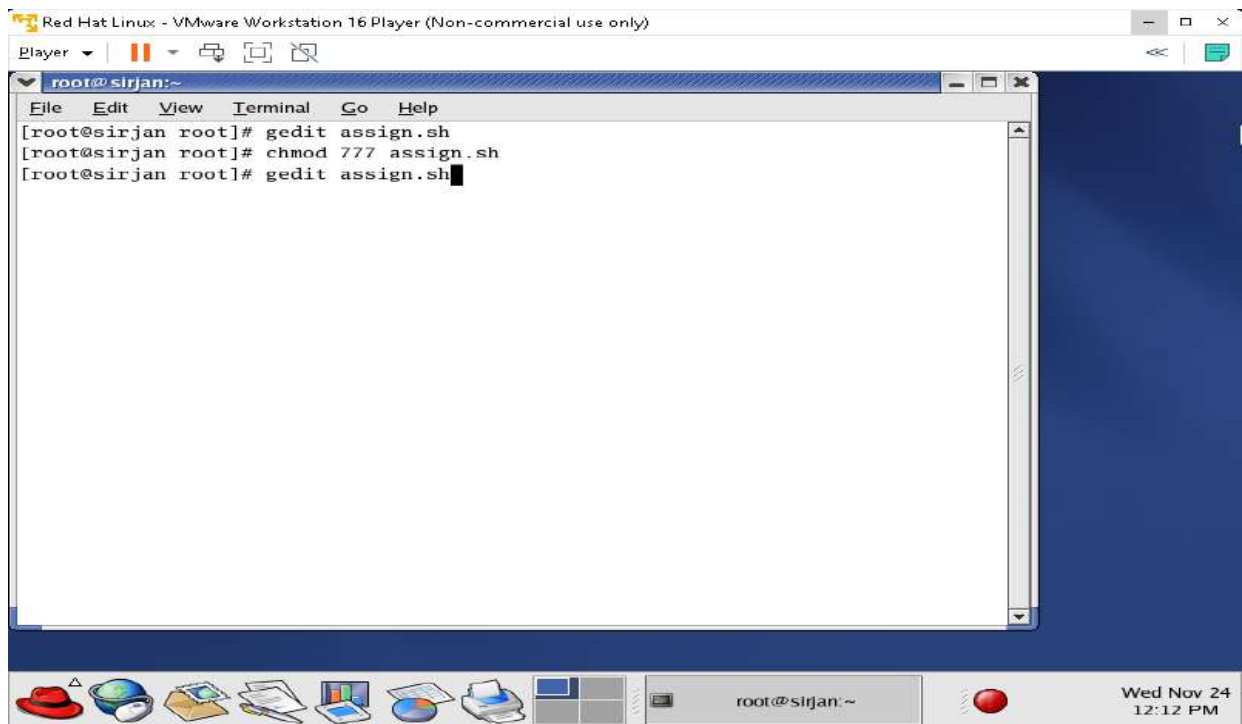 Red Hat Linux - VMware Workstation 16 Player (Non-commercial use only)
Player
root@sirjan:~
File Edit View Terminal Go Help
[root@sirjan root]# gedit assign.sh
[root@sirjan root]# chmod 777 assign.sh
[root@sirjan root]# gedit assign.sh
root@sirjan:~
Wed Nov 24
12:12 PM